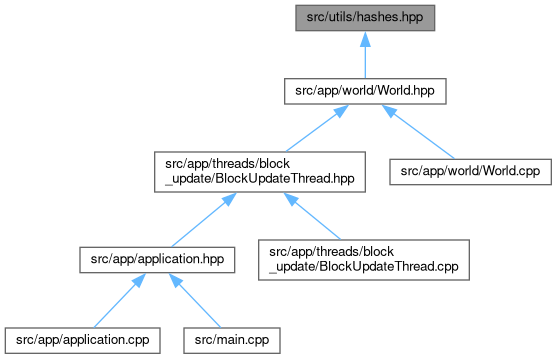 src/utils/hashes.hpp
src/app/world/World.hpp
src/app/threads/block
_update/BlockUpdateThread.hpp
src/app/world/World.cpp
src/app/application.hpp
src/app/threads/block
_update/BlockUpdateThread.cpp
src/app/application.cpp
src/main.cpp